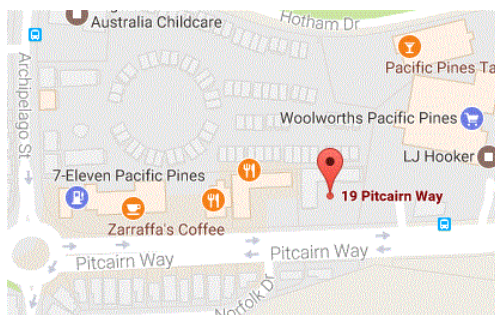 Australia Childcare
Hotham Dr
Archipelago St
Pacific Pines Ta
Woolworths Pacific Pines
LJ Hooker
7-Eleven Pacific Pines
19 Pitcairn Way
Zarraffa's Coffee
Pitcairn Way
Pitcairn Way
Norfolk Dr